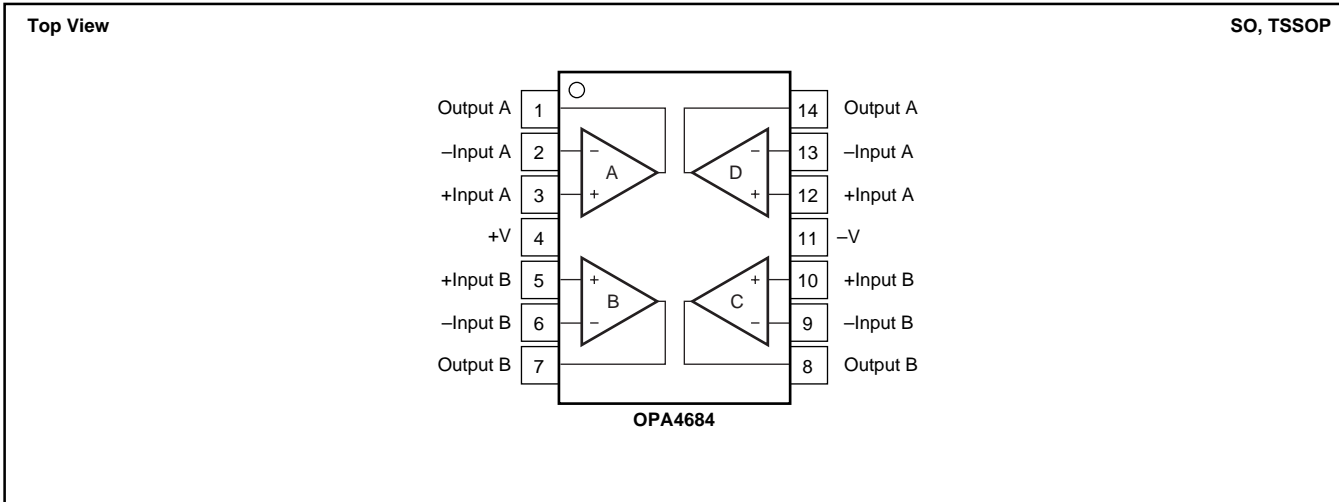 Top View
SO, TSSOP
Output A 1 14 Output A
–Input A 2 − − 13 –Input A
A D
+Input A 3 + + 12 +Input A
+V 4 11 –V
+Input B 5 + + 10 +Input B
B C
–Input B 6 − − 9 –Input B
Output B 7 8 Output B
OPA4684